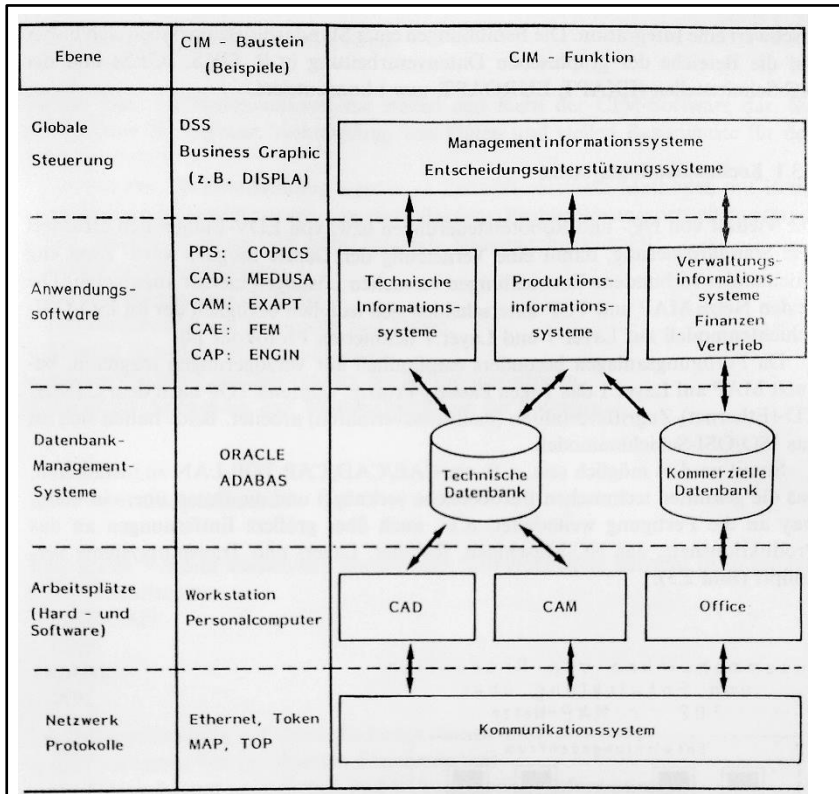 Ebene
CIM - Baustein
(Beispiele)
CIM - Funktion
Globale
Steuerung
DSS
Business Graphic
(z.B. DISPLA)
Managementinformationssysteme
Entscheidungsunterstützungssysteme
Anwendungs-
software
PPS: COPICS
CAD: MEDUSA
CAM: EXAPT
CAE: FEM
CAP: ENGIN
Technische
Informations-
systeme
Produktions-
informations-
systeme
Verwaltungs-
informations-
systeme
Finanzen
Vertrieb
Datenbank-
Management-
Systeme
ORACLE
ADABAS
Technische
Datenbank
Kommerzielle
Datenbank
Arbeitsplätze
(Hard - und
Software)
Workstation
Personalcomputer
CAD
CAM
Office
Netzwerk
Protokolle
Ethernet, Token
MAP, TOP
Kommunikationssystem